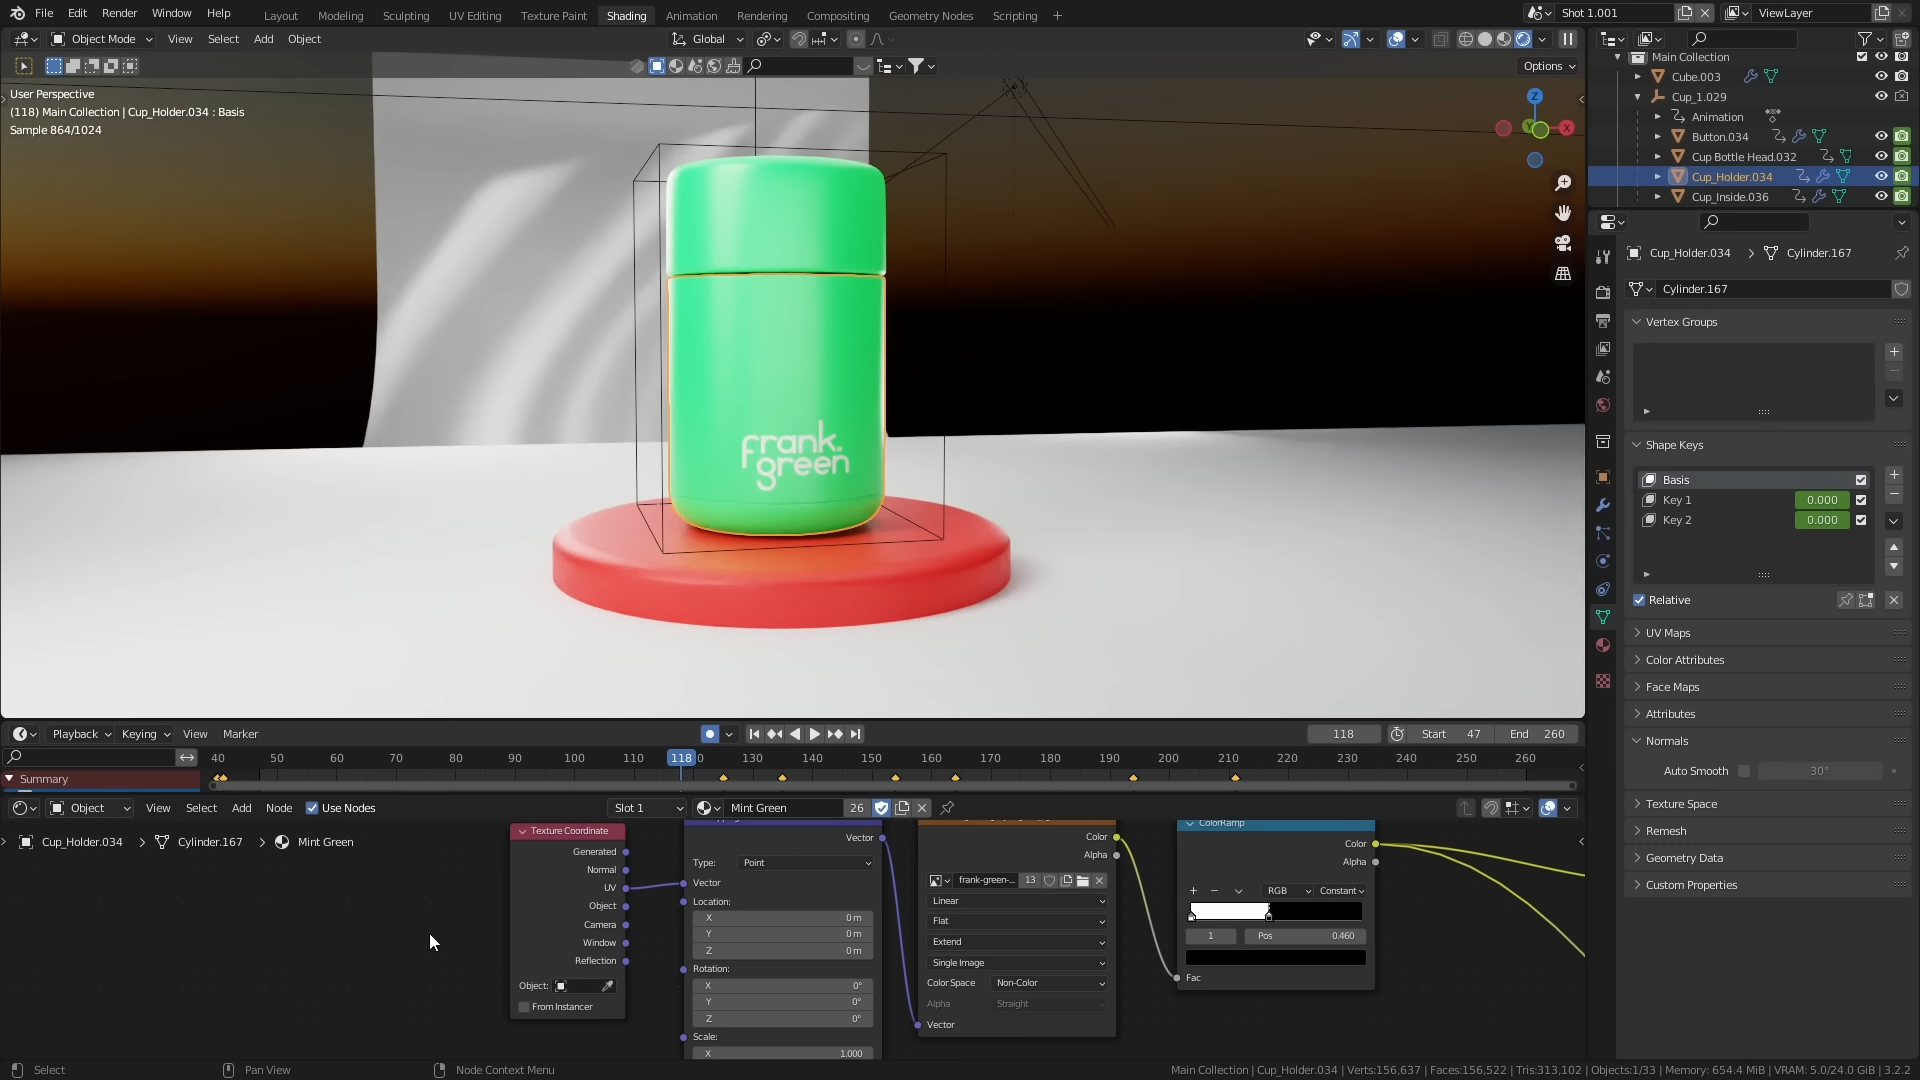 File Edit Render Window Help Layout Modeling Sculpting UV Editing Texture Paint Shading Animation Rendering Compositing Geometry Nodes Scripting Shot 1.001 ViewLayer
Object Mode View Select Add Object Global
Options
User Perspective
(118) Main Collection | Cup_Holder.034 : Basis
Sample 864/1024
Z
Y
X
frank.
green
Main Collection
Cube.003
Cup_1.029
Animation
Button.034
Cup Bottle Head.032
Cup_Holder.034
Cup_Inside.036
Cup_Holder.034 Cylinder.167
Cylinder.167
Vertex Groups
Shape Keys
Basis
Key 1 0.000
Key 2 0.000
Relative
UV Maps
Color Attributes
Face Maps
Attributes
Normals
Auto Smooth 30°
Texture Space
Remesh
Geometry Data
Custom Properties
Playback Keying View Marker 118 Start 47 End 260
40 50 60 70 80 90 100 110 118 0 130 140 150 160 170 180 190 200 210 220 230 240 250 260
Summary
Object View Select Add Node Use Nodes Slot 1 Mint Green 26
Cup_Holder.034 Cylinder.167 Mint Green
Texture Coordinate
Generated
Normal
UV
Object
Camera
Window
Reflection
Object:
From Instancer
Vector
Type: Point
Vector
Location:
X 0 m
Y 0 m
Z 0 m
Rotation:
X 0°
Y 0°
Z 0°
Scale:
X 1.000
Color
Alpha
frank-green-... 13
Linear
Flat
Extend
Single Image
Color Space Non-Color
Alpha Straight
Vector
ColorRamp
Color
Alpha
RGB Constant
1 Pos 0.460
Fac
Select Pan View Node Context Menu Main Collection | Cup_Holder.034 | Verts:156,637 | Faces:156,522 | Tris:313,102 | Objects:1/33 | Memory: 654.4 MiB | VRAM: 5.0/24.0 GiB | 3.2.2